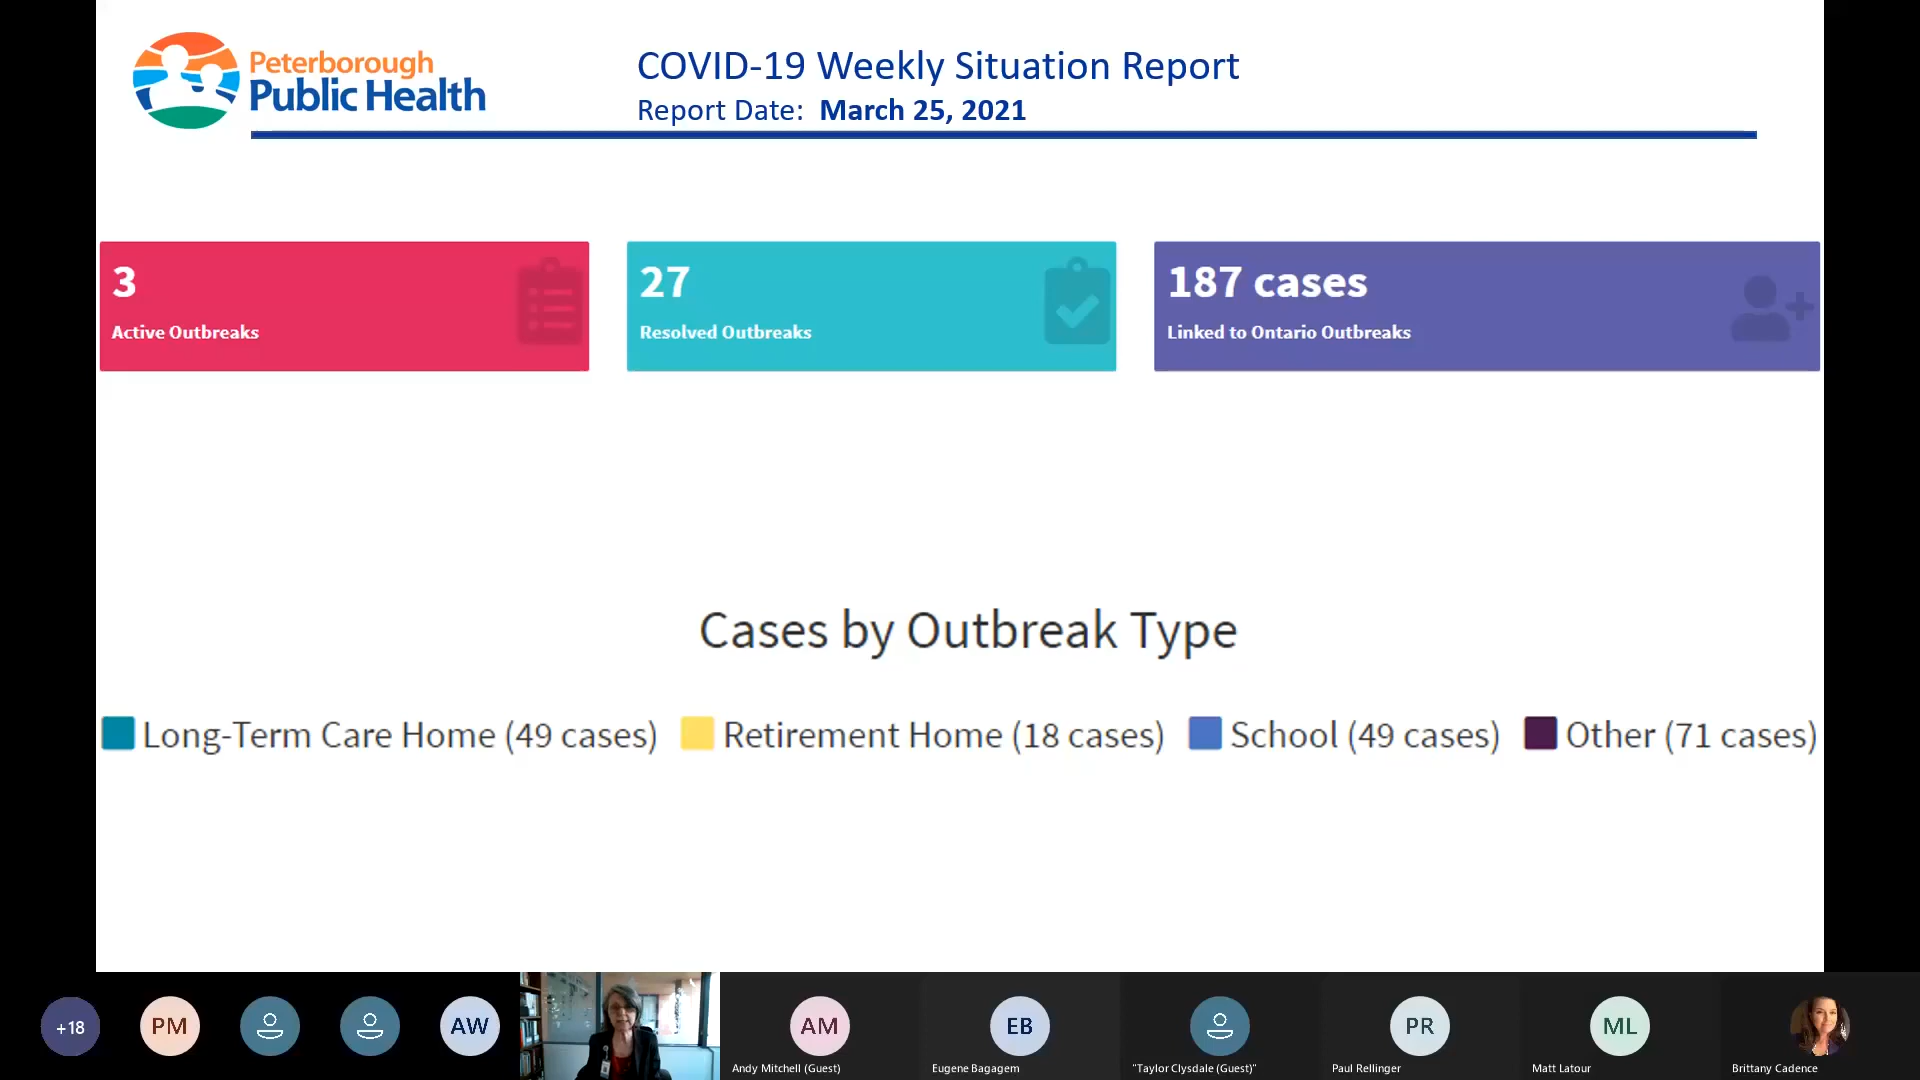 Peterborough
Public Health
COVID-19 Weekly Situation Report
Report Date: March 25, 2021
3
Active Outbreaks
27
Resolved Outbreaks
187 cases
Linked to Ontario Outbreaks
Cases by Outbreak Type
Long-Term Care Home (49 cases) Retirement Home (18 cases) School (49 cases) Other (71 cases)
+18
PM
AW
AM
EB
PR
ML
Andy Mitchell (Guest)
Eugene Bagagem
"Taylor Clysdale (Guest)"
Paul Rellinger
Matt Latour
Brittany Cadence